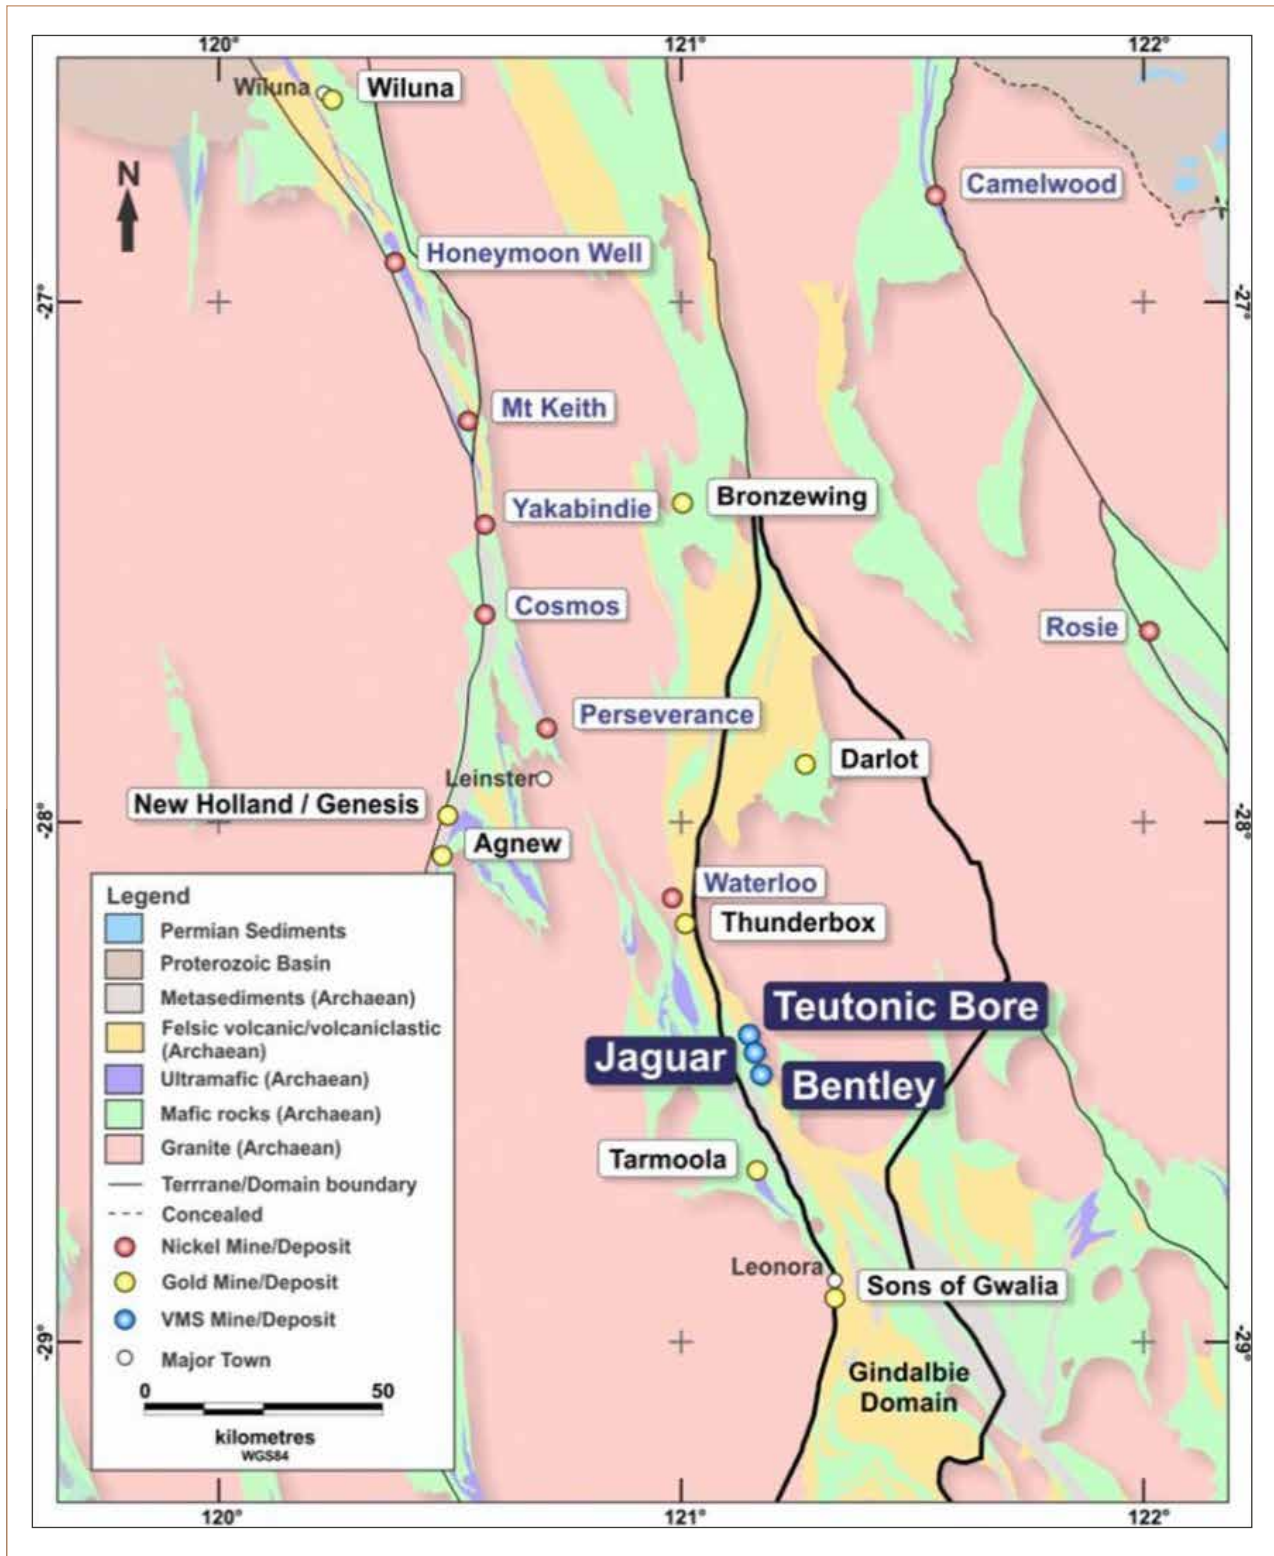 120°
121°
122°
Wiluna
Wiluna
N
Camelwood
Honeymoon Well
-27°
-27°
Mt Keith
Bronzewing
Yakabindie
Cosmos
Rosie
Perseverance
Darlot
Leinster
New Holland / Genesis
-28°
-28°
Agnew
Waterloo
Thunderbox
Teutonic Bore
Jaguar
Bentley
Tarmoola
Leonora
Sons of Gwalia
-29°
-29°
Gindalbie
Domain
Legend
Permian Sediments
Proterozoic Basin
Metasediments (Archaean)
Felsic volcanic/volcaniclastic
(Archaean)
Ultramafic (Archaean)
Mafic rocks (Archaean)
Granite (Archaean)
Terrrane/Domain boundary
Concealed
Nickel Mine/Deposit
Gold Mine/Deposit
VMS Mine/Deposit
Major Town
0 50
kilometres
WGS84
120°
121°
122°